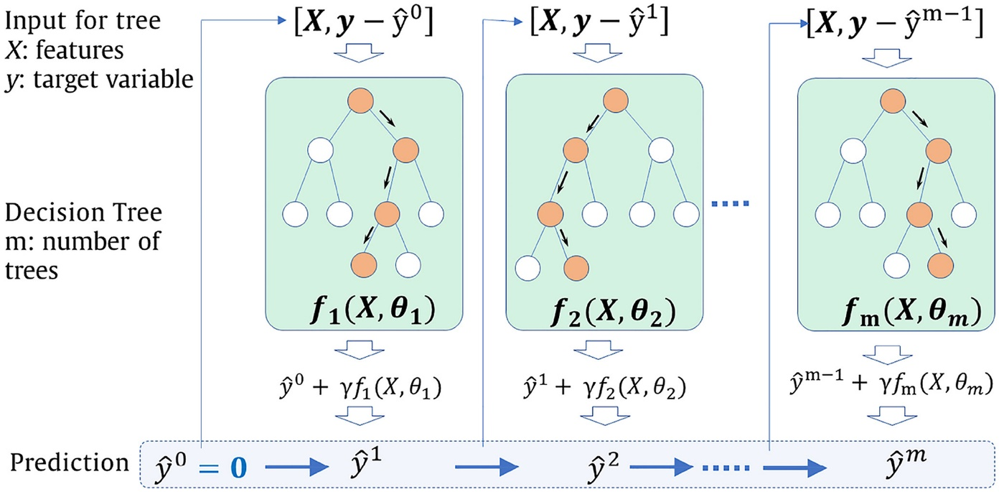 Input for tree
X: features
y: target variable
[X, y − ŷ⁰]
[X, y − ŷ¹]
[X, y − ŷᵐ⁻¹]
Decision Tree
m: number of
trees
f₁(X, θ₁)
f₂(X, θ₂)
fₘ(X, θₘ)
ŷ⁰ + γf₁(X, θ₁)
ŷ¹ + γf₂(X, θ₂)
ŷᵐ⁻¹ + γfₘ(X, θₘ)
Prediction
ŷ⁰ = 0
ŷ¹
ŷ²
ŷᵐ